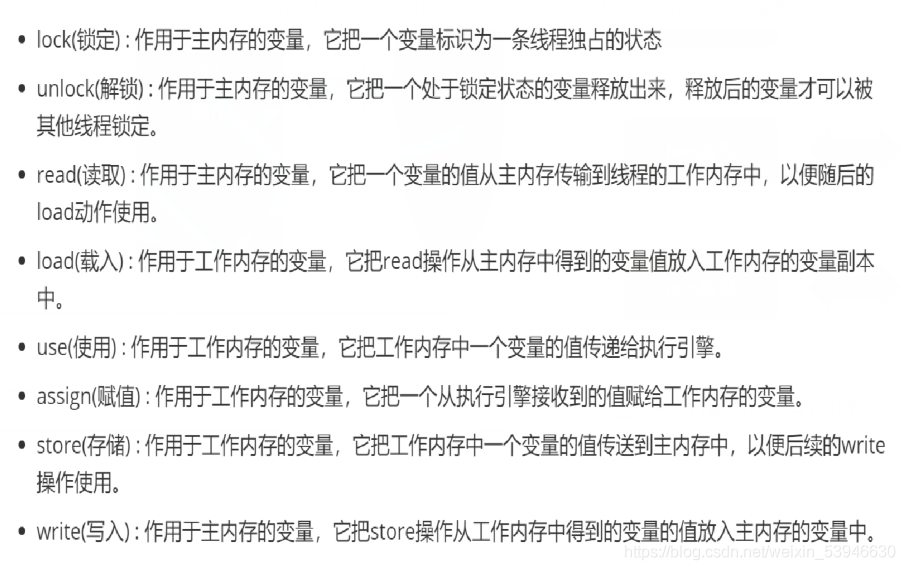 • lock(锁定) : 作用于主内存的变量，它把一个变量标识为一条线程独占的状态
• unlock(解锁) : 作用于主内存的变量，它把一个处于锁定状态的变量释放出来，释放后的变量才可以被
其他线程锁定。
• read(读取) : 作用于主内存的变量，它把一个变量的值从主内存传输到线程的工作内存中，以便随后的
load动作使用。
• load(载入) : 作用于工作内存的变量，它把read操作从主内存中得到的变量值放入工作内存的变量副本
中。
• use(使用) : 作用于工作内存的变量，它把工作内存中一个变量的值传递给执行引擎。
• assign(赋值) : 作用于工作内存的变量，它把一个从执行引擎接收到的值赋给工作内存的变量。
• store(存储) : 作用于工作内存的变量，它把工作内存中一个变量的值传送到主内存中，以便后续的write
操作使用。
• write(写入) : 作用于主内存的变量，它把store操作从工作内存中得到的变量的值放入主内存的变量中。
https://blog.csdn.net/weixin_53946630